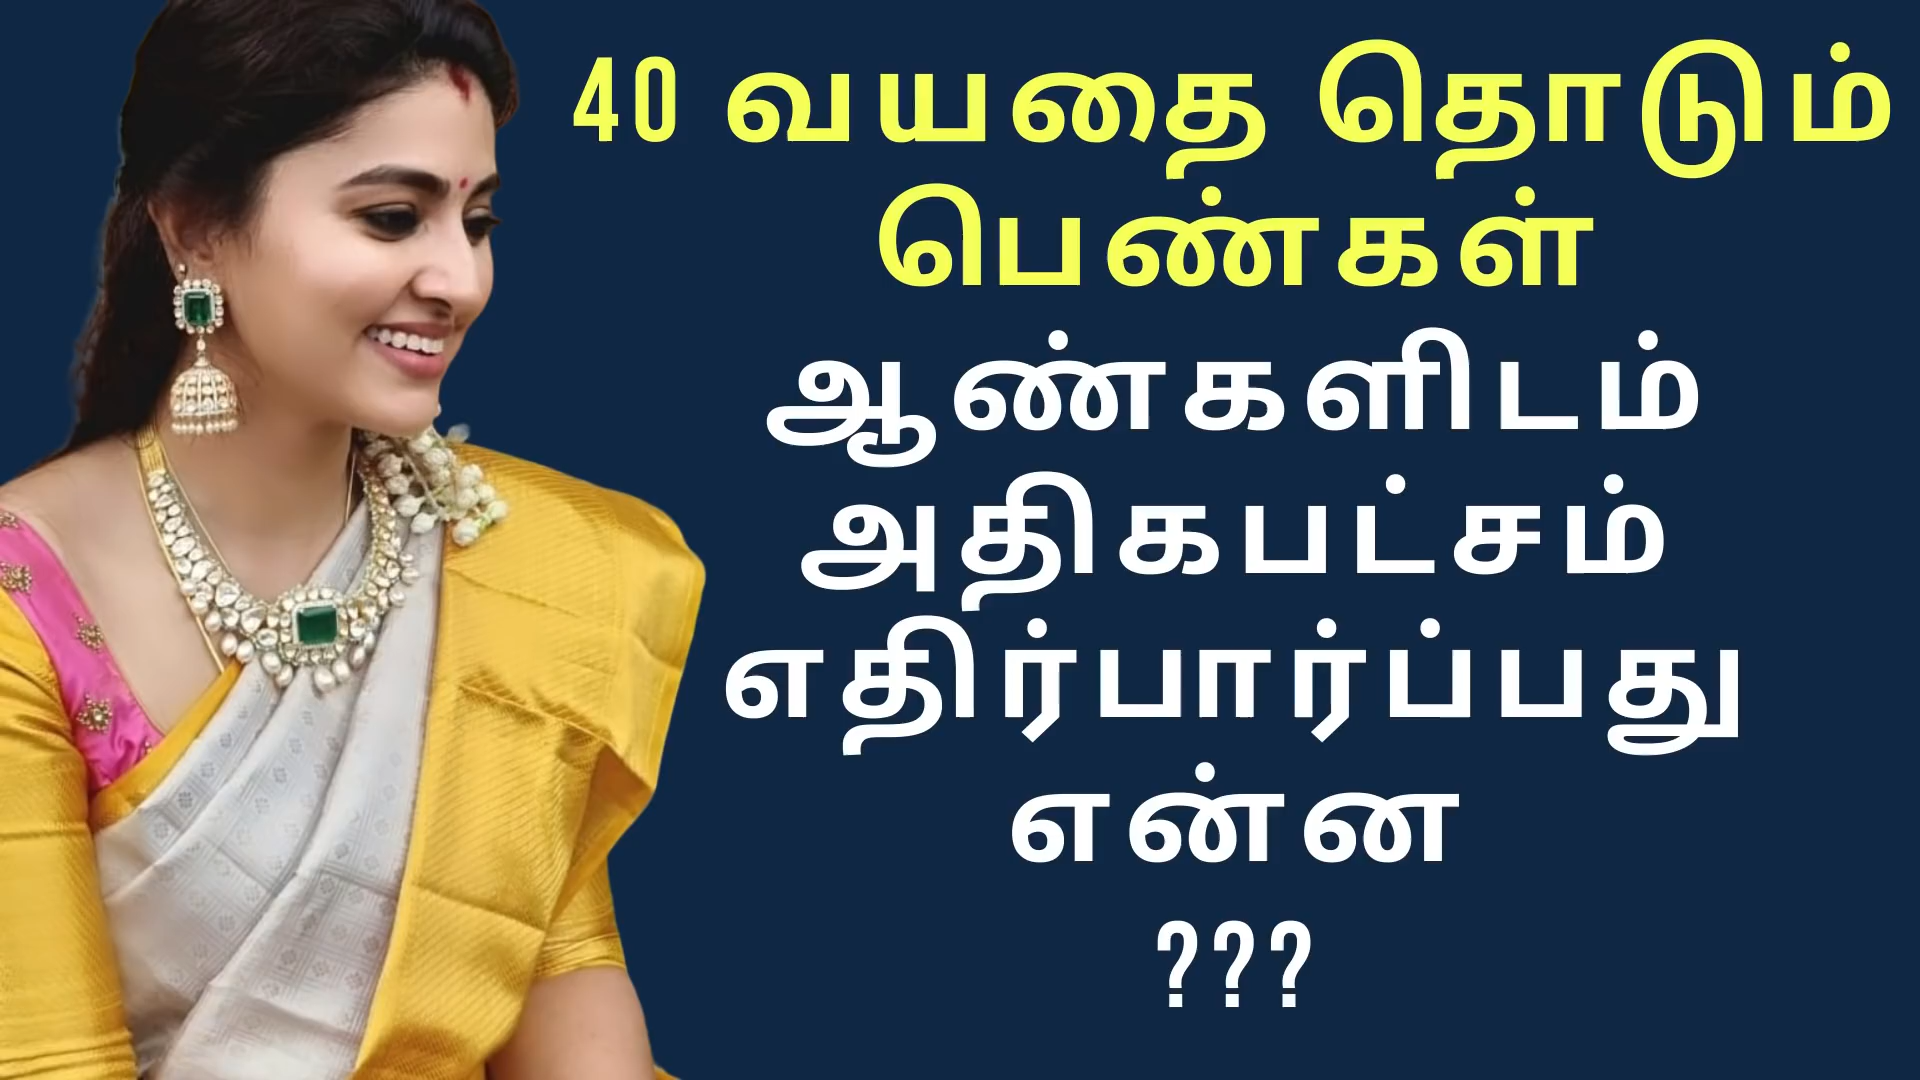 40 வயதை தொடும்
பெண்கள்
ஆண்களிடம்
அதிகபட்சம்
எதிர்பார்ப்பது
என்ன
???